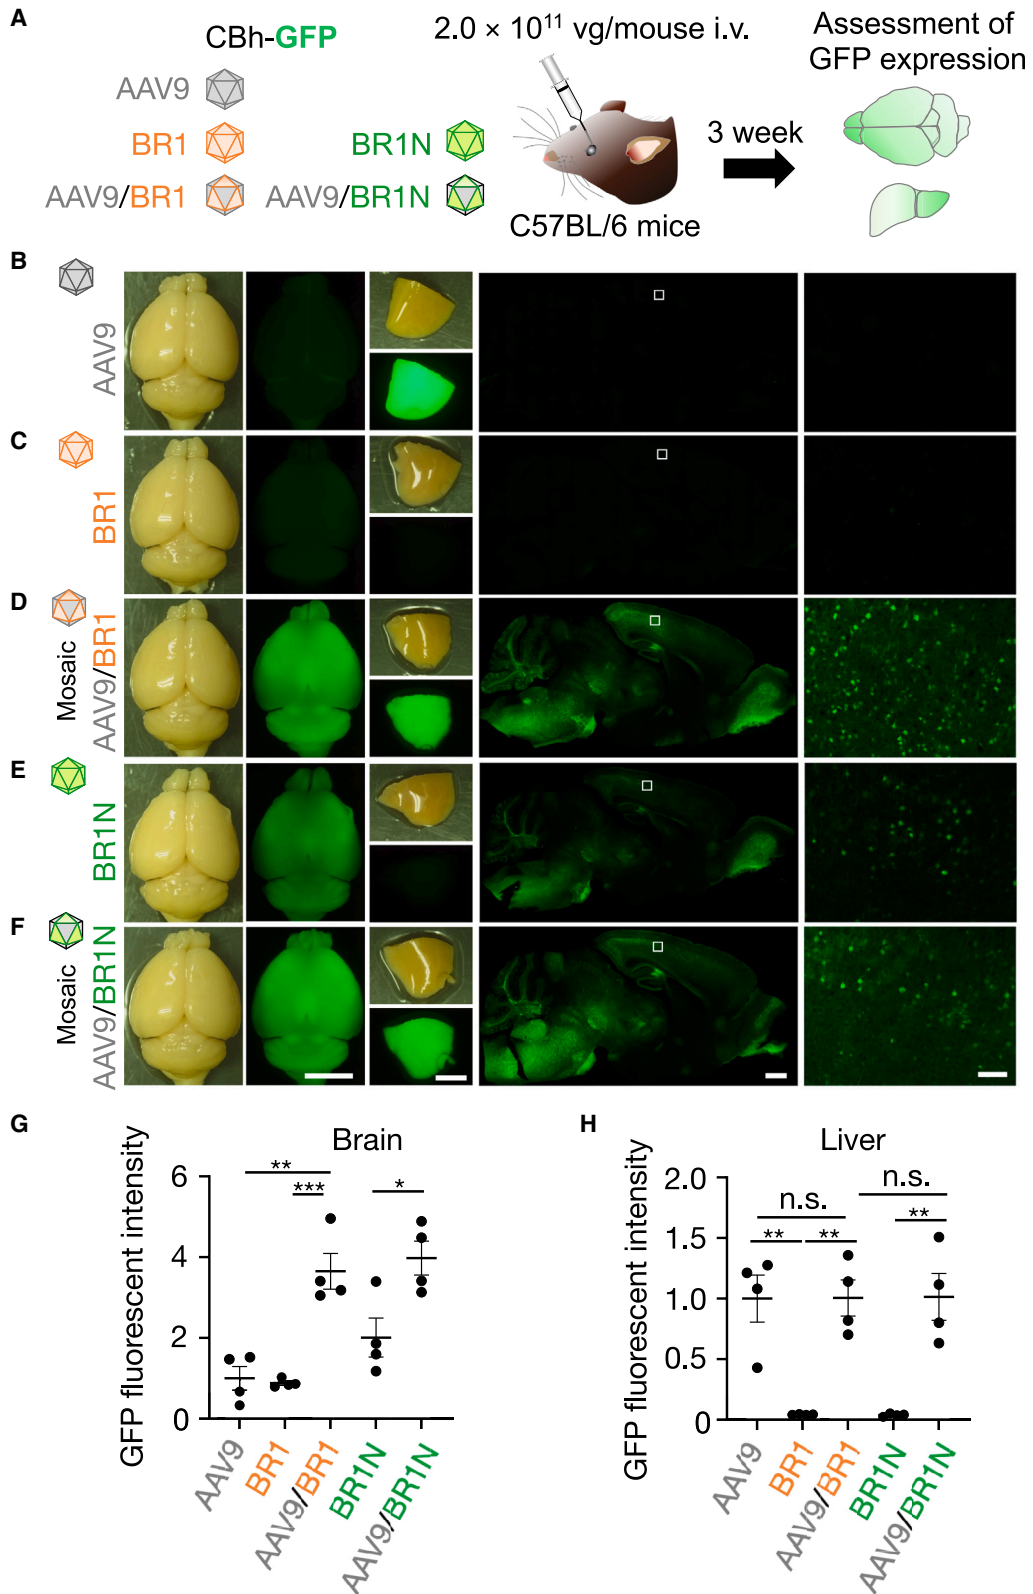 A
CBh-GFP
AAV9
BR1
BR1N
AAV9/BR1
AAV9/BR1N
2.0 × 10¹¹ vg/mouse i.v.
C57BL/6 mice
3 week
Assessment of
GFP expression
B
AAV9
C
BR1
D
Mosaic
AAV9/BR1
E
BR1N
F
Mosaic
AAV9/BR1N
G
Brain
GFP fluorescent intensity
6
4
2
0
**
***
*
AAV9
BR1
AAV9/BR1
BR1N
AAV9/BR1N
H
Liver
GFP fluorescent intensity
2.0
1.5
1.0
0.5
0
n.s.
n.s.
**
**
**
AAV9
BR1
AAV9/BR1
BR1N
AAV9/BR1N